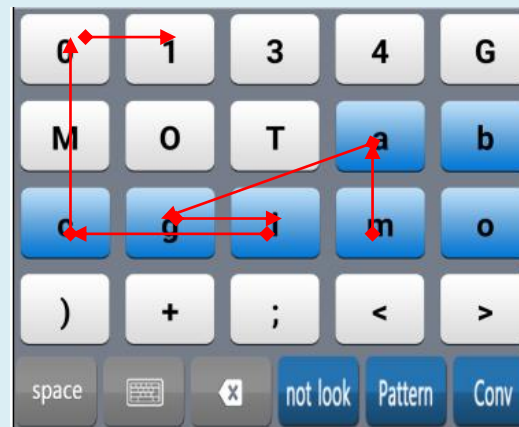 0 1 3 4 G
M O T a b
c g i m o
) + ; < >
space not look Pattern Conv